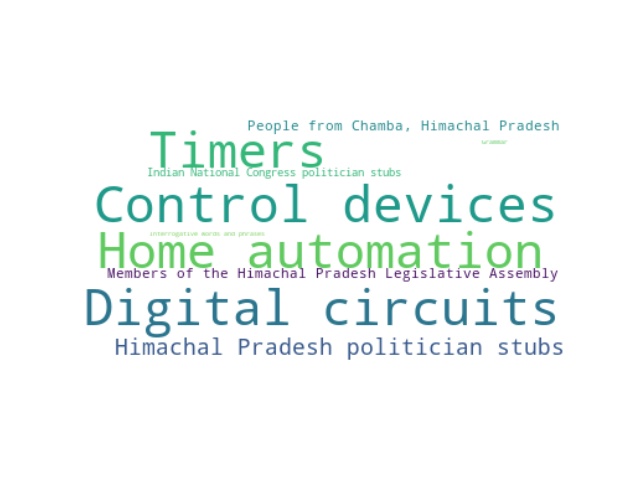 People from Chamba, Himachal Pradesh
Timers
Grammar
Indian National Congress politician stubs
Control devices
interrogative words and phrases
Home automation
Members of the Himachal Pradesh Legislative Assembly
Digital circuits
Himachal Pradesh politician stubs